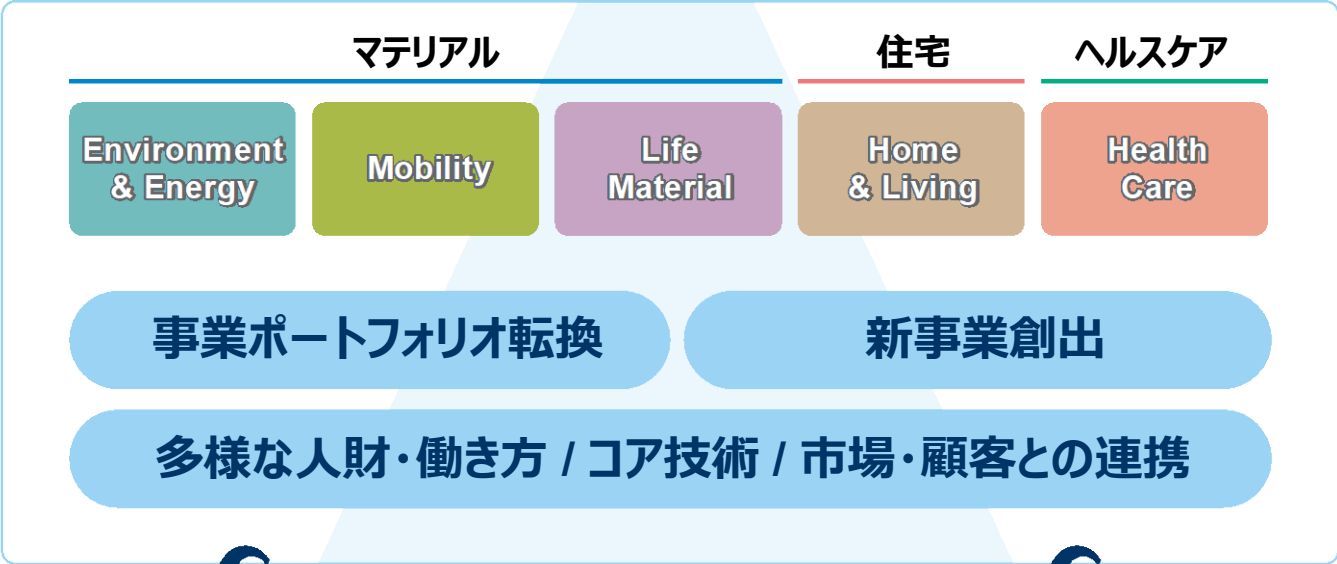 マテリアル
住宅
ヘルスケア
Environment
& Energy
Mobility
Life
Material
Home
& Living
Health
Care
事業ポートフォリオ転換
新事業創出
多様な人財・働き方 / コア技術 / 市場・顧客との連携